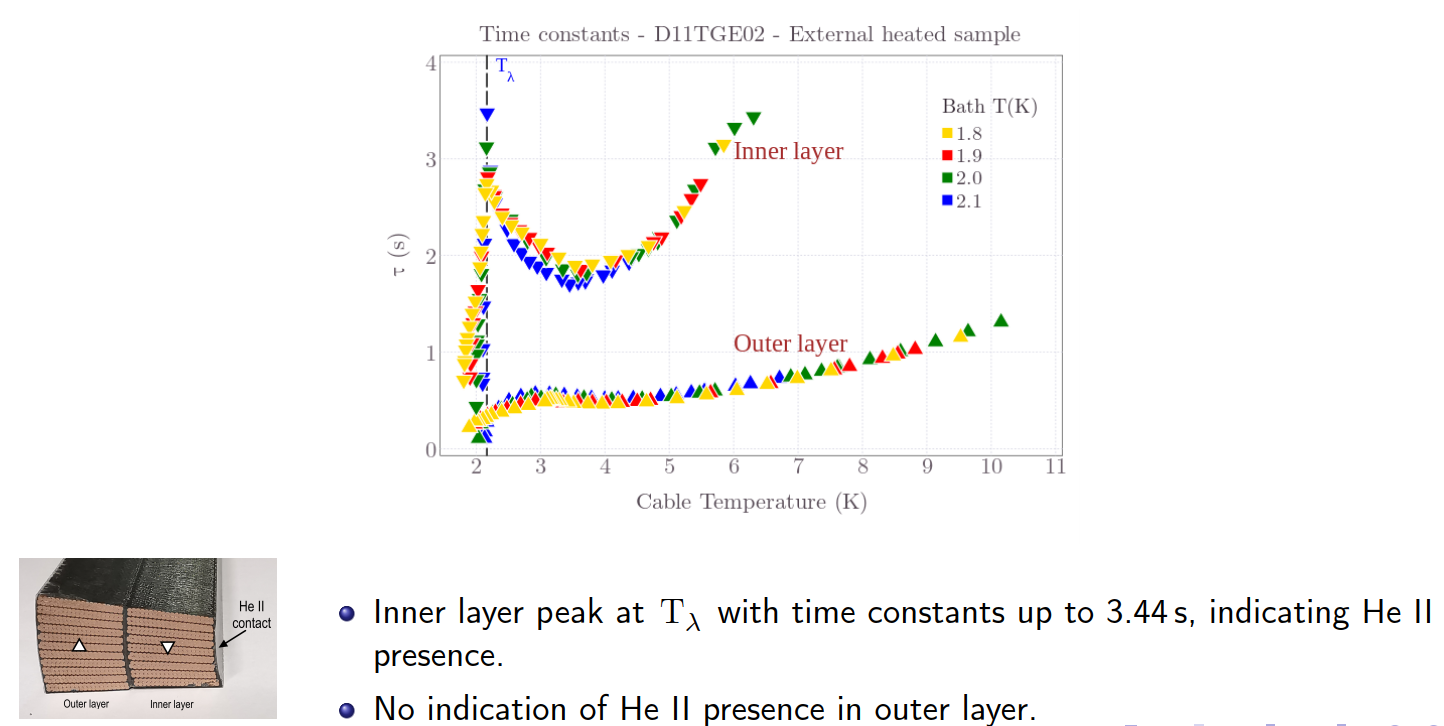 Time constants - D11TGE02 - External heated sample
4
3
2
1
0
τ (s)
Tλ
Bath T(K)
1.8
1.9
2.0
2.1
Inner layer
Outer layer
2 3 4 5 6 7 8 9 10 11
Cable Temperature (K)
He II
contact
Outer layer Inner layer
Inner layer peak at Tλ with time constants up to 3.44 s, indicating He II
presence.
No indication of He II presence in outer layer.